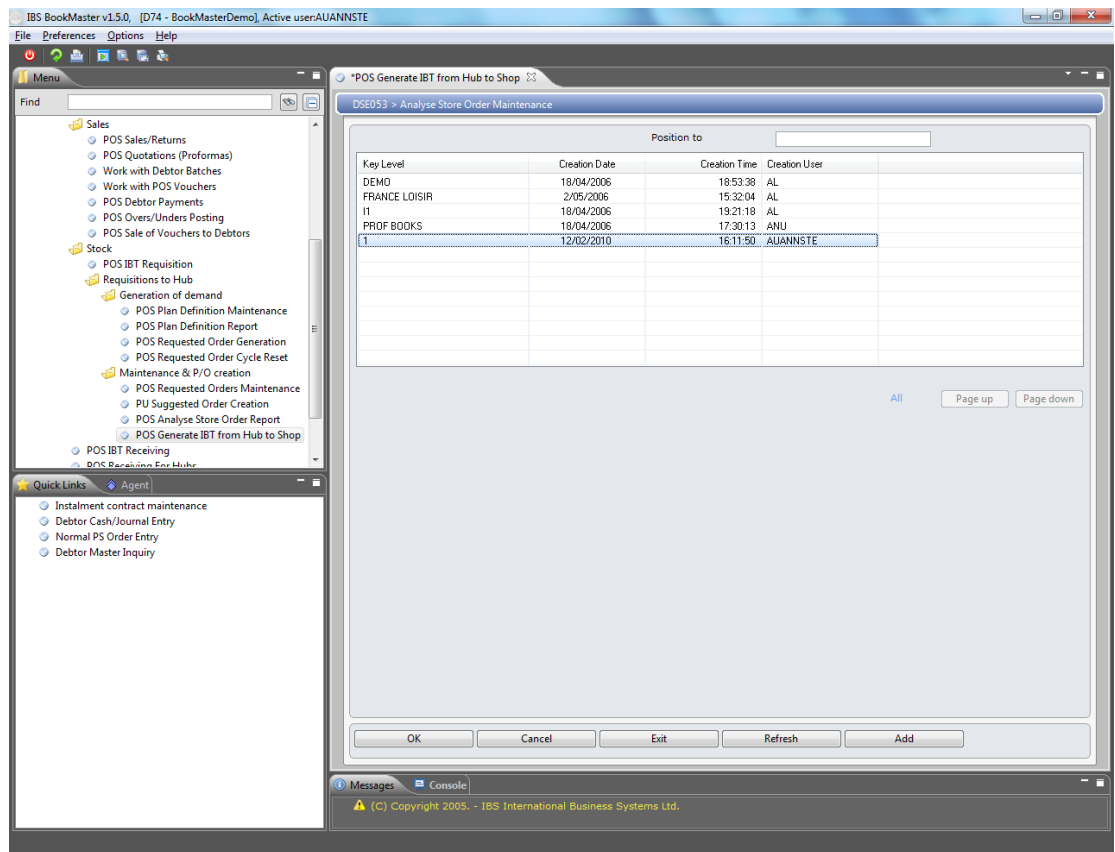 IBS BookMaster v1.5.0, [D74 - BookMasterDemo], Active user:AUANNSTE
File Preferences Options Help
Menu
Find
Sales
POS Sales/Returns
POS Quotations (Proformas)
Work with Debtor Batches
Work with POS Vouchers
POS Debtor Payments
POS Overs/Unders Posting
POS Sale of Vouchers to Debtors
Stock
POS IBT Requisition
Requisitions to Hub
Generation of demand
POS Plan Definition Maintenance
POS Plan Definition Report
POS Requested Order Generation
POS Requested Order Cycle Reset
Maintenance & P/O creation
POS Requested Orders Maintenance
PU Suggested Order Creation
POS Analyse Store Order Report
POS Generate IBT from Hub to Shop
POS IBT Receiving
POS Receiving For Hubs
Quick Links Agent
Instalment contract maintenance
Debtor Cash/Journal Entry
Normal PS Order Entry
Debtor Master Inquiry
*POS Generate IBT from Hub to Shop
DSE053 > Analyse Store Order Maintenance
Position to
Key Level Creation Date Creation Time Creation User
DEMO 18/04/2006 18:53:38 AL
FRANCE LOISIR 2/05/2006 15:32:04 AL
I1 18/04/2006 19:21:18 AL
PROF BOOKS 18/04/2006 17:30:13 ANU
1 12/02/2010 16:11:50 AUANNSTE
All Page up Page down
OK Cancel Exit Refresh Add
Messages Console
(C) Copyright 2005. - IBS International Business Systems Ltd.